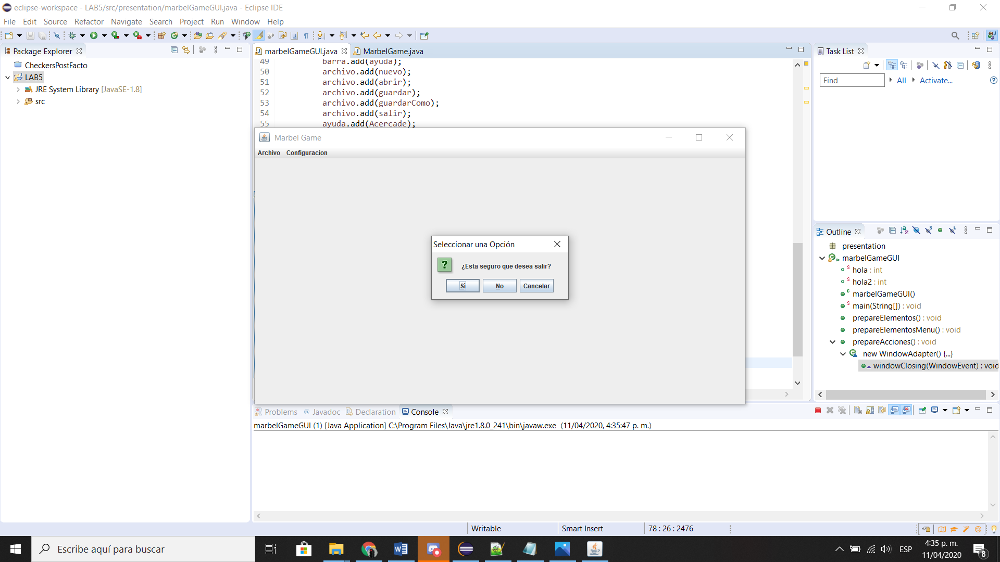 eclipse-workspace - LAB5/src/presentation/marbelGameGUI.java - Eclipse IDE
File Edit Source Refactor Navigate Search Project Run Window Help
Package Explorer
CheckersPostFacto
LAB5
JRE System Library [JavaSE-1.8]
src
marbelGameGUI.java MarbelGame.java
49 barra.add(ayuda);
50 archivo.add(nuevo);
51 archivo.add(abrir);
52 archivo.add(guardar);
53 archivo.add(guardarComo);
54 archivo.add(salir);
55 ayuda.add(Acercade);
Marbel Game
Archivo Configuracion
Seleccionar una Opción
¿Esta seguro que desea salir?
Sí No Cancelar
Task List
Find All Activate...
Outline
presentation
marbelGameGUI
hola : int
hola2 : int
marbelGameGUI()
main(String[]) : void
prepareElementos() : void
prepareElementosMenu() : void
prepareAcciones() : void
new WindowAdapter() {...}
windowClosing(WindowEvent) : void
Problems Javadoc Declaration Console
marbelGameGUI (1) [Java Application] C:\Program Files\Java\jre1.8.0_241\bin\javaw.exe (11/04/2020, 4:35:47 p. m.)
Writable Smart Insert 78 : 26 : 2476
Escribe aquí para buscar
ESP
4:35 p. m.
11/04/2020
8